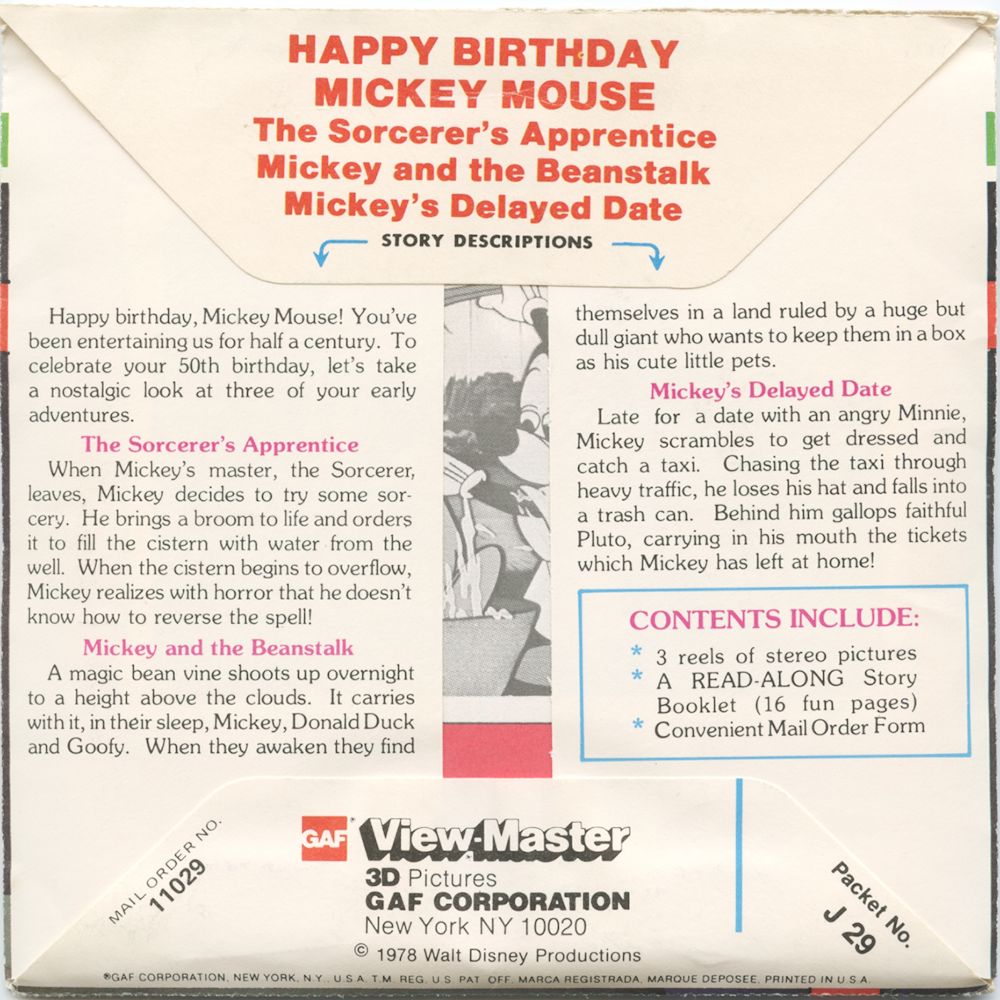 HAPPY BIRTHDAY
MICKEY MOUSE
The Sorcerer's Apprentice
Mickey and the Beanstalk
Mickey's Delayed Date
STORY DESCRIPTIONS
Happy birthday, Mickey Mouse! You've
been entertaining us for half a century. To
celebrate your 50th birthday, let's take
a nostalgic look at three of your early
adventures.
The Sorcerer's Apprentice
When Mickey's master, the Sorcerer,
leaves, Mickey decides to try some sor-
cery. He brings a broom to life and orders
it to fill the cistern with water from the
well. When the cistern begins to overflow,
Mickey realizes with horror that he doesn't
know how to reverse the spell!
Mickey and the Beanstalk
A magic bean vine shoots up overnight
to a height above the clouds. It carries
with it, in their sleep, Mickey, Donald Duck
and Goofy. When they awaken they find
themselves in a land ruled by a huge but
dull giant who wants to keep them in a box
as his cute little pets.
Mickey's Delayed Date
Late for a date with an angry Minnie,
Mickey scrambles to get dressed and
catch a taxi. Chasing the taxi through
heavy traffic, he loses his hat and falls into
a trash can. Behind him gallops faithful
Pluto, carrying in his mouth the tickets
which Mickey has left at home!
CONTENTS INCLUDE:
* 3 reels of stereo pictures
* A READ-ALONG Story
Booklet (16 fun pages)
* Convenient Mail Order Form
MAIL ORDER NO.
11029
GAF® View-Master
3D Pictures
GAF CORPORATION
New York NY 10020
© 1978 Walt Disney Productions
Packet No.
J 29
®GAF CORPORATION, NEW YORK, N.Y., U.S.A. T.M. REG. U.S. PAT. OFF. MARCA REGISTRADA. MARQUE DEPOSEE. PRINTED IN U.S.A.